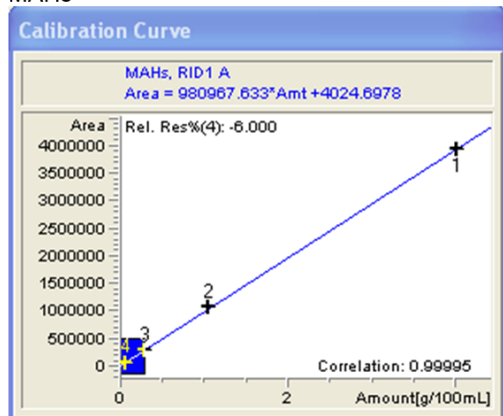 MAHs
Calibration Curve
MAHs, RID1 A
Area = 980967.633*Amt +4024.6978
Area
Rel. Res%(4): -6.000
4000000
3500000
3000000
2500000
2000000
1500000
1000000
500000
0
1
2
3
4
Correlation: 0.99995
0
2
Amount[g/100mL]